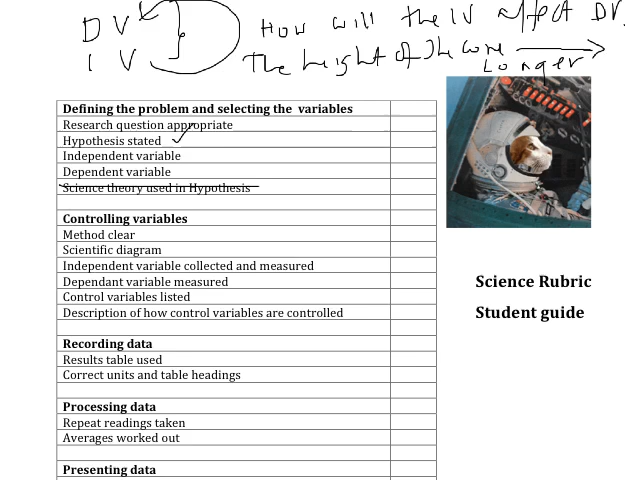 DV
IV
How will the IV affect DV.
The height of the cone
Longer
Defining the problem and selecting the variables
Research question appropriate
Hypothesis stated
Independent variable
Dependent variable
Science theory used in Hypothesis
Controlling variables
Method clear
Scientific diagram
Independent variable collected and measured
Dependant variable measured
Control variables listed
Description of how control variables are controlled
Recording data
Results table used
Correct units and table headings
Processing data
Repeat readings taken
Averages worked out
Presenting data
Science Rubric
Student guide